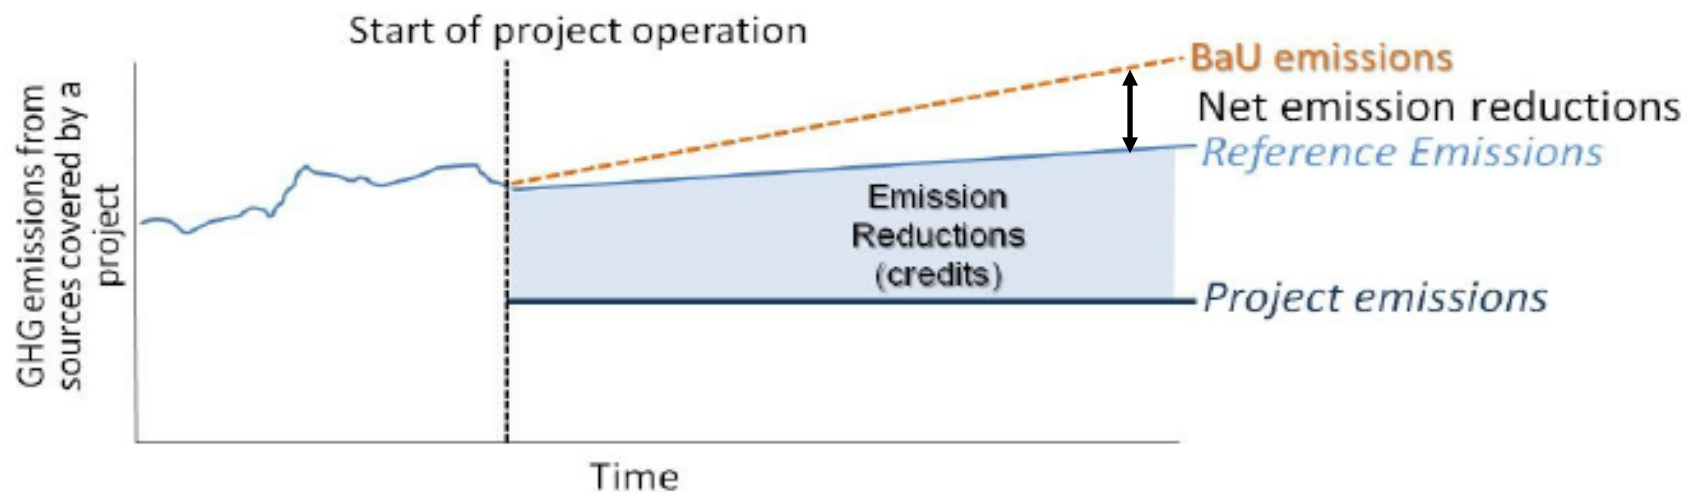 Start of project operation
GHG emissions from
sources covered by a
project
BaU emissions
Net emission reductions
Reference Emissions
Emission
Reductions
(credits)
Project emissions
Time